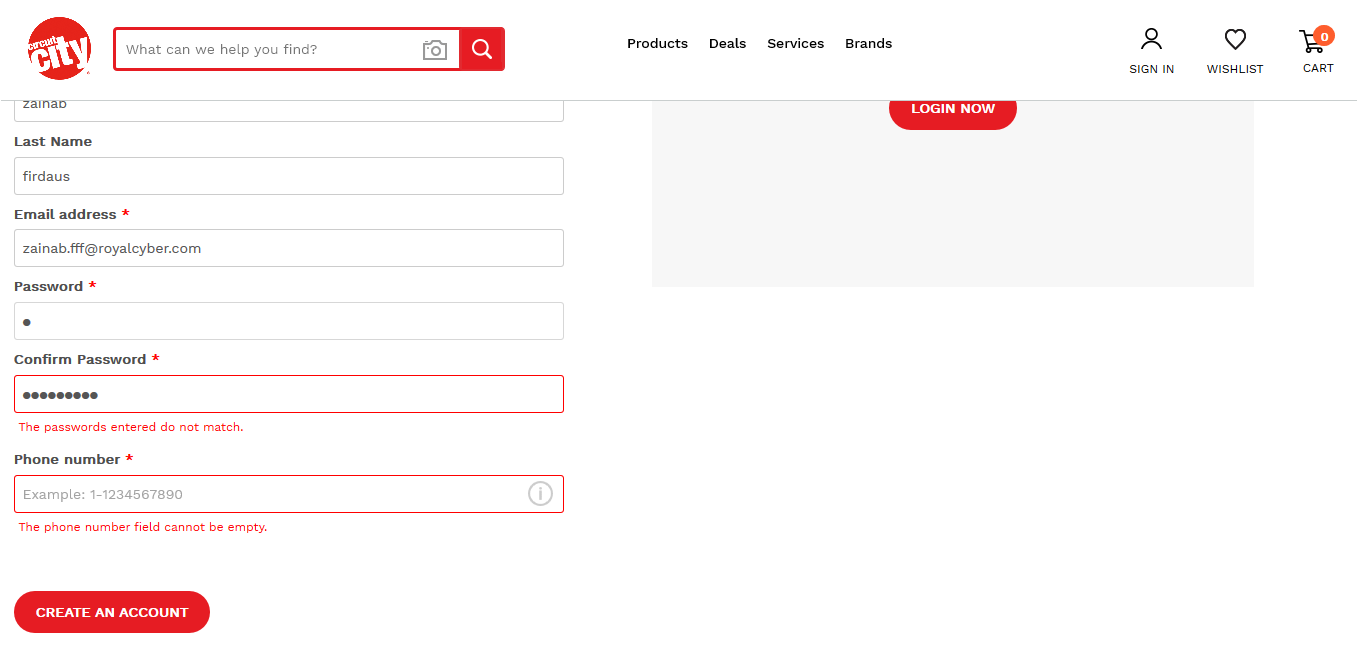 circuit
city
What can we help you find?
Products
Deals
Services
Brands
SIGN IN
WISHLIST
0
CART
zainab
LOGIN NOW
Last Name
firdaus
Email address *
zainab.fff@royalcyber.com
Password *
●
Confirm Password *
●●●●●●●●●
The passwords entered do not match.
Phone number *
Example: 1-1234567890
The phone number field cannot be empty.
CREATE AN ACCOUNT